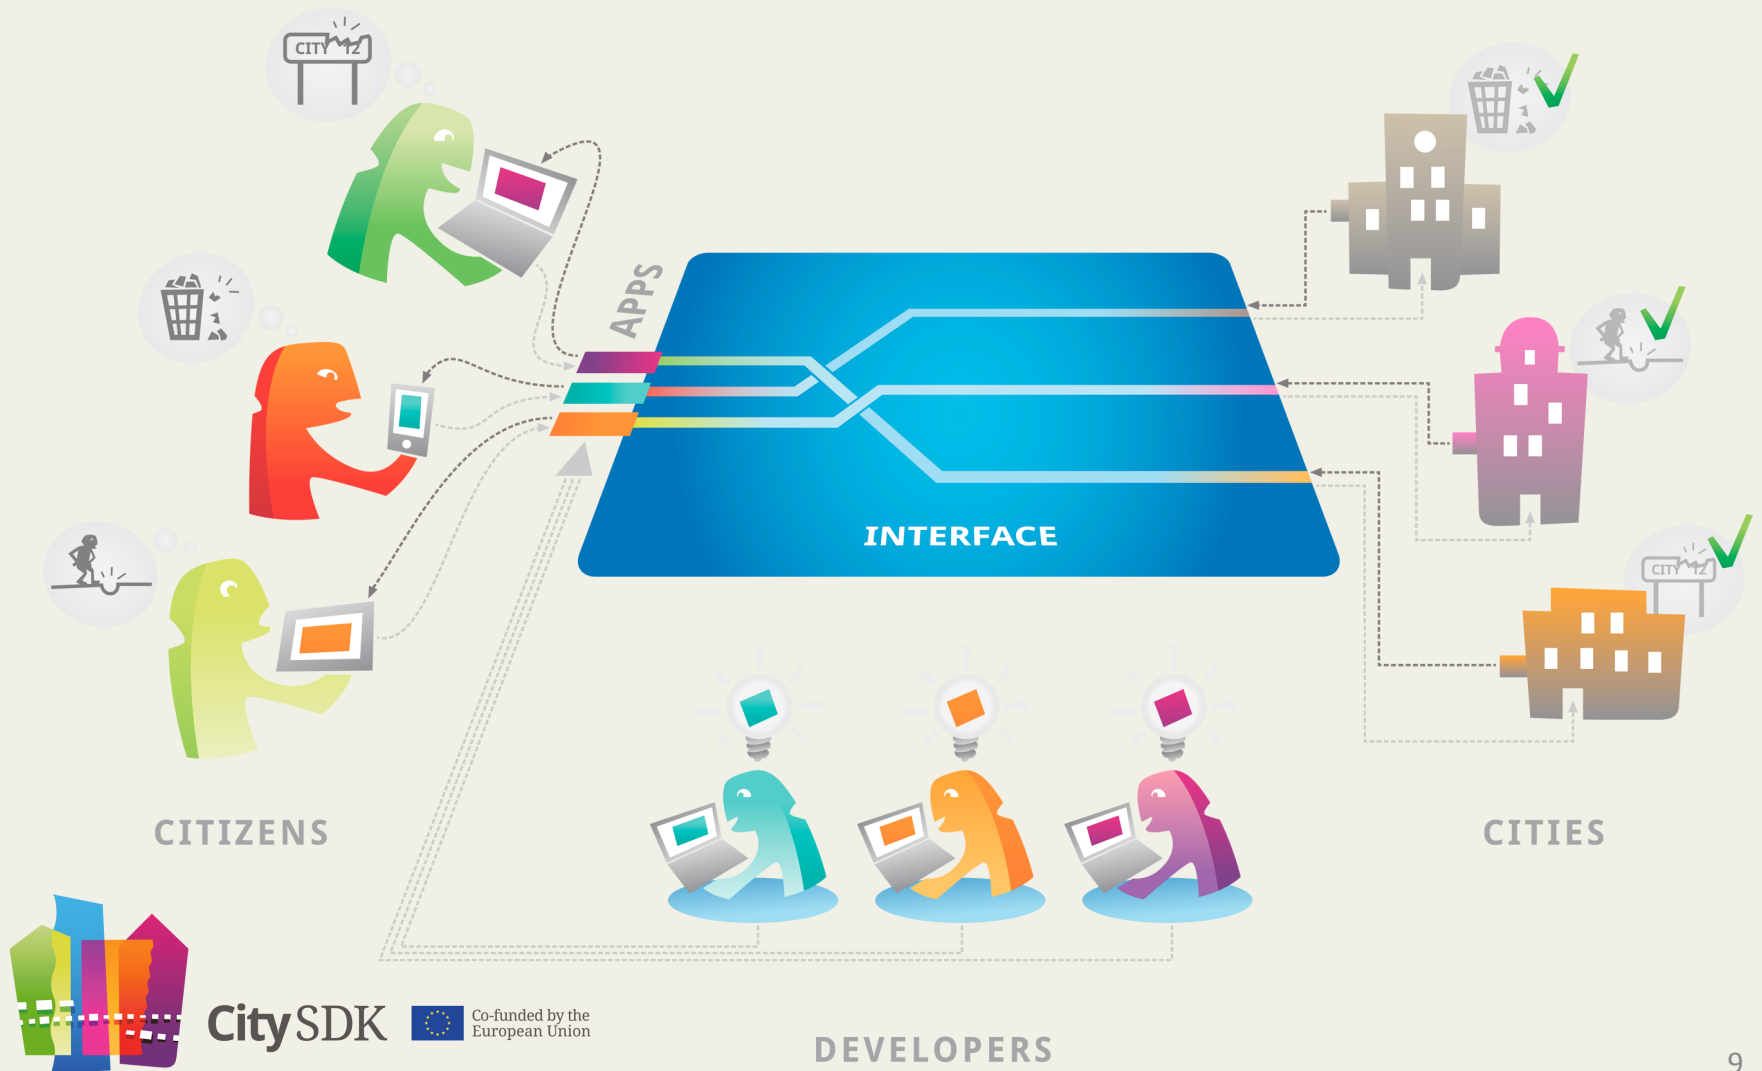 CITY 12
APPS
INTERFACE
CITY 12
CITIZENS
CITIES
City SDK
Co-funded by the
European Union
DEVELOPERS
9